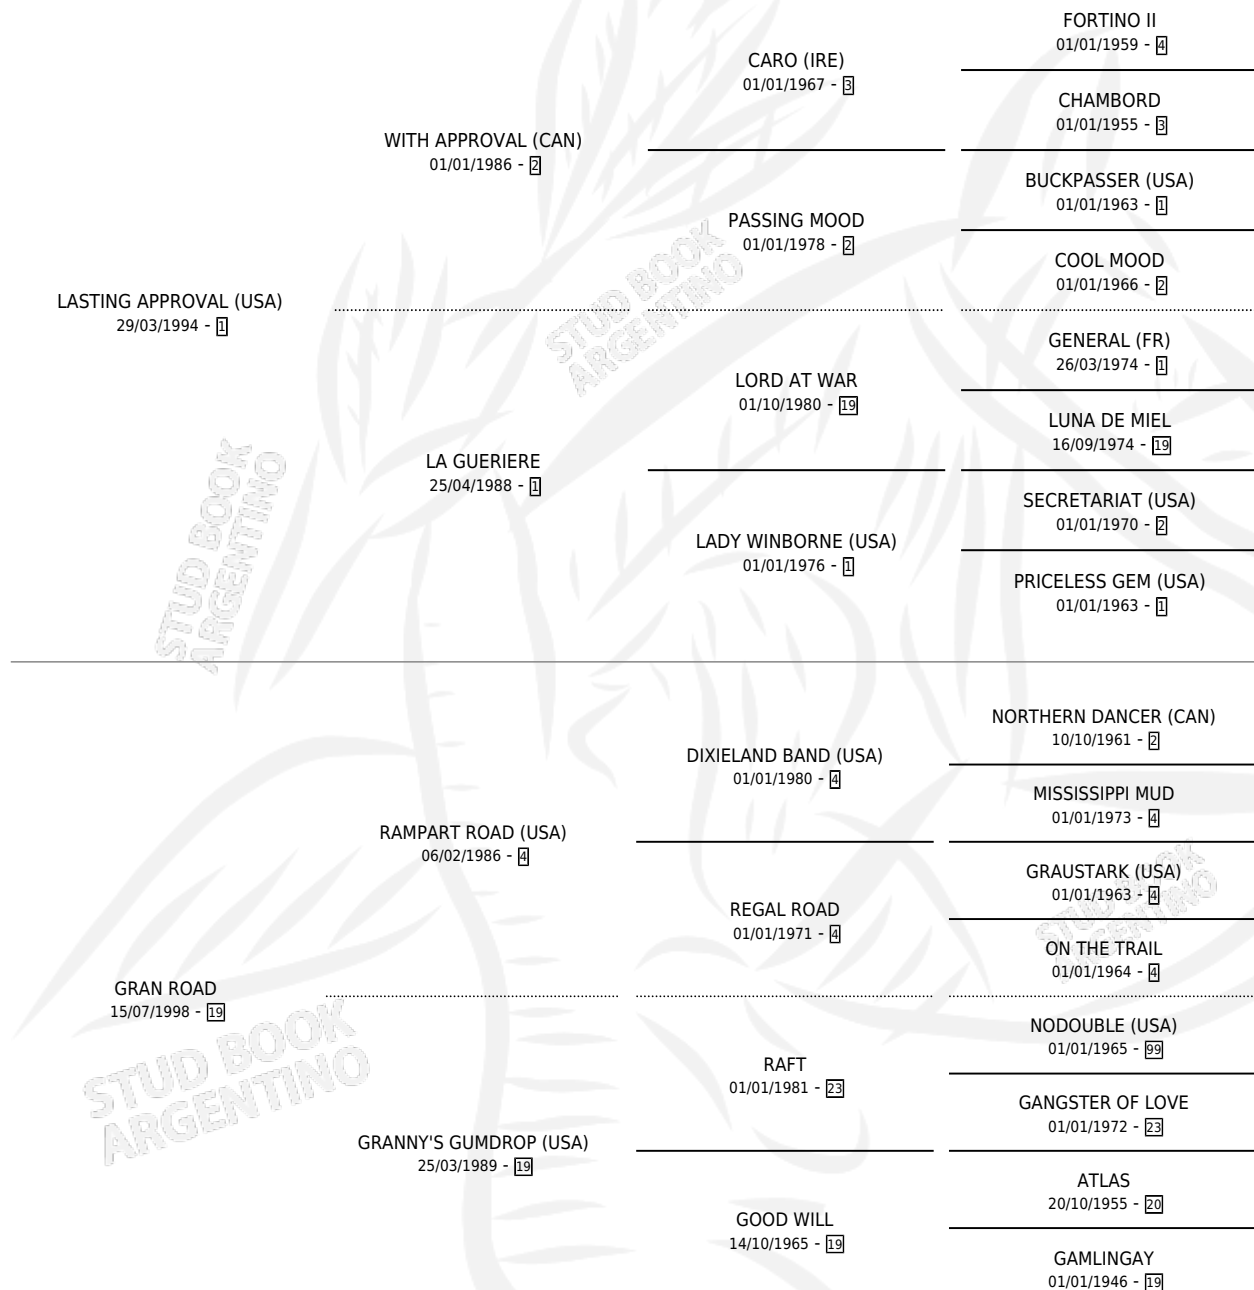 FORTINO II
01/01/1959 - 4
CARO (IRE)
01/01/1967 - 3
CHAMBORD
01/01/1955 - 3
WITH APPROVAL (CAN)
01/01/1986 - 2
BUCKPASSER (USA)
01/01/1963 - 1
PASSING MOOD
01/01/1978 - 2
COOL MOOD
01/01/1966 - 2
LASTING APPROVAL (USA)
29/03/1994 - 1
GENERAL (FR)
26/03/1974 - 1
LORD AT WAR
01/10/1980 - 19
LUNA DE MIEL
16/09/1974 - 19
LA GUERIERE
25/04/1988 - 1
SECRETARIAT (USA)
01/01/1970 - 2
LADY WINBORNE (USA)
01/01/1976 - 1
PRICELESS GEM (USA)
01/01/1963 - 1
STUD BOOK
ARGENTINO
STUD BOOK
ARGENTINO
NORTHERN DANCER (CAN)
10/10/1961 - 2
DIXIELAND BAND (USA)
01/01/1980 - 4
MISSISSIPPI MUD
01/01/1973 - 4
RAMPART ROAD (USA)
06/02/1986 - 4
GRAUSTARK (USA)
01/01/1963 - 4
REGAL ROAD
01/01/1971 - 4
ON THE TRAIL
01/01/1964 - 4
GRAN ROAD
15/07/1998 - 19
NODOUBLE (USA)
01/01/1965 - 99
RAFT
01/01/1981 - 23
GANGSTER OF LOVE
01/01/1972 - 23
GRANNY'S GUMDROP (USA)
25/03/1989 - 19
ATLAS
20/10/1955 - 20
GOOD WILL
14/10/1965 - 19
GAMLINGAY
01/01/1946 - 19
STUD BOOK
ARGENTINO
STUD BOOK
ARGENTINO